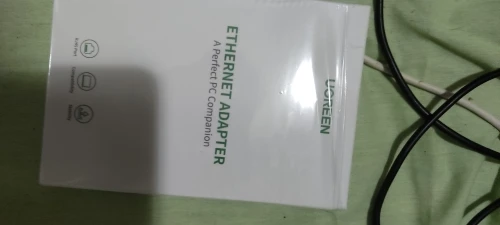 UGREEN
ETHERNET ADAPTER
A Perfect PC Companion